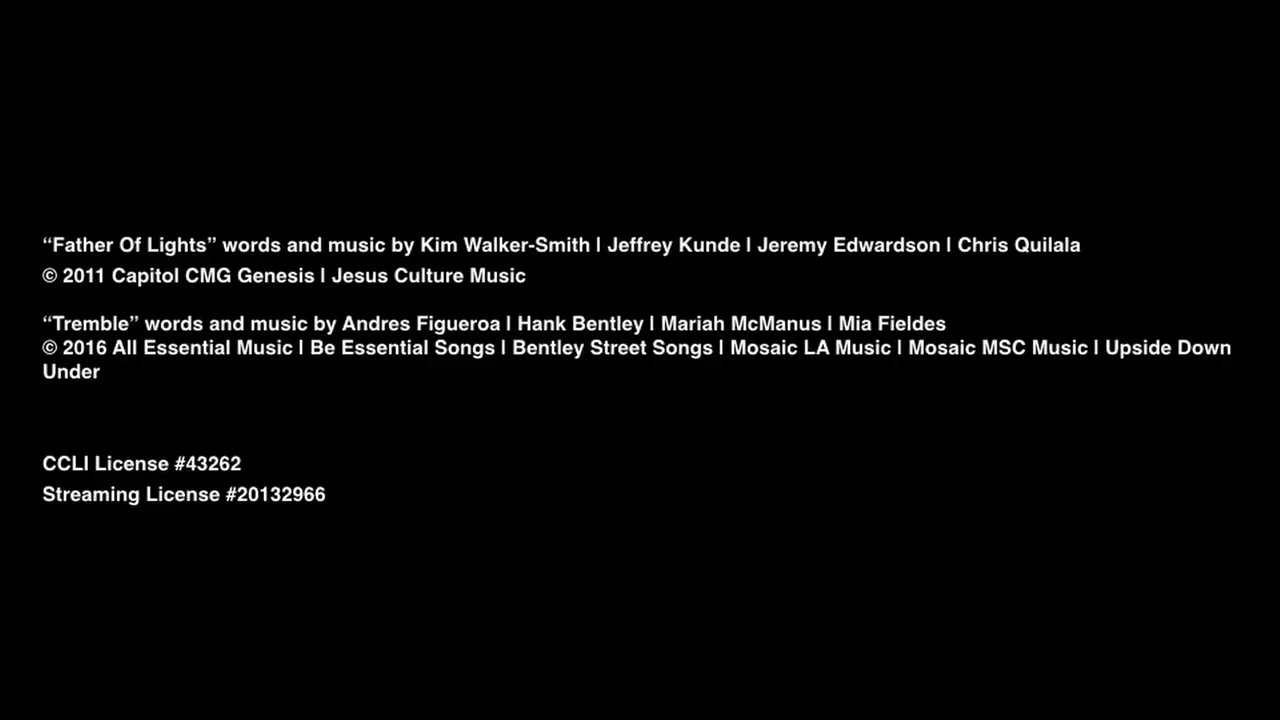 “Father Of Lights” words and music by Kim Walker-Smith | Jeffrey Kunde | Jeremy Edwardson | Chris Quilala
© 2011 Capitol CMG Genesis | Jesus Culture Music
“Tremble” words and music by Andres Figueroa | Hank Bentley | Mariah McManus | Mia Fieldes
© 2016 All Essential Music | Be Essential Songs | Bentley Street Songs | Mosaic LA Music | Mosaic MSC Music | Upside Down
Under
CCLI License #43262
Streaming License #20132966